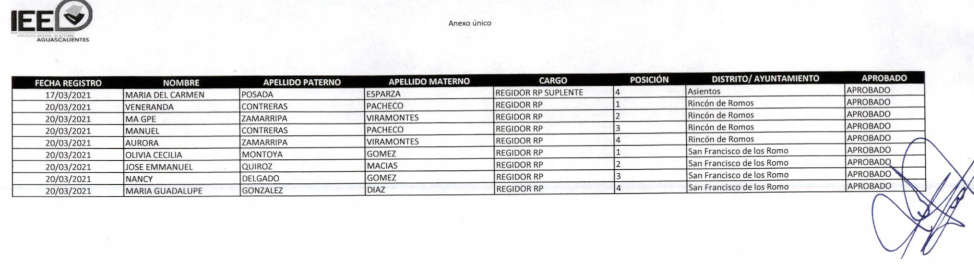 IEE
AGUASCALIENTES
Anexo único
FECHA REGISTRO NOMBRE APELLIDO PATERNO APELLIDO MATERNO CARGO POSICIÓN DISTRITO/ AYUNTAMIENTO APROBADO
17/03/2021 MARIA DEL CARMEN POSADA ESPARZA REGIDOR RP SUPLENTE 4 Asientos APROBADO
20/03/2021 VENERANDA CONTRERAS PACHECO REGIDOR RP 1 Rincón de Romos APROBADO
20/03/2021 MA GPE ZAMARRIPA VIRAMONTES REGIDOR RP 2 Rincón de Romos APROBADO
20/03/2021 MANUEL CONTRERAS PACHECO REGIDOR RP 3 Rincón de Romos APROBADO
20/03/2021 AURORA ZAMARRIPA VIRAMONTES REGIDOR RP 4 Rincón de Romos APROBADO
20/03/2021 OLIVIA CECILIA MONTOYA GOMEZ REGIDOR RP 1 San Francisco de los Romo APROBADO
20/03/2021 JOSE EMMANUEL QUIROZ MACIAS REGIDOR RP 2 San Francisco de los Romo APROBADO
20/03/2021 NANCY DELGADO GOMEZ REGIDOR RP 3 San Francisco de los Romo APROBADO
20/03/2021 MARIA GUADALUPE GONZALEZ DIAZ REGIDOR RP 4 San Francisco de los Romo APROBADO